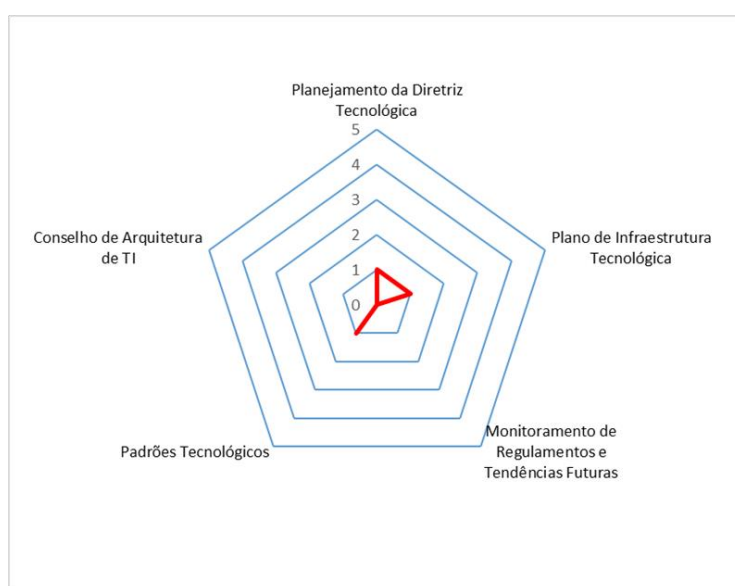 Planejamento da Diretriz
Tecnológica
5
4
3
2
1
0
Plano de Infraestrutura
Tecnológica
Monitoramento de
Regulamentos e
Tendências Futuras
Padrões Tecnológicos
Conselho de Arquitetura
de TI